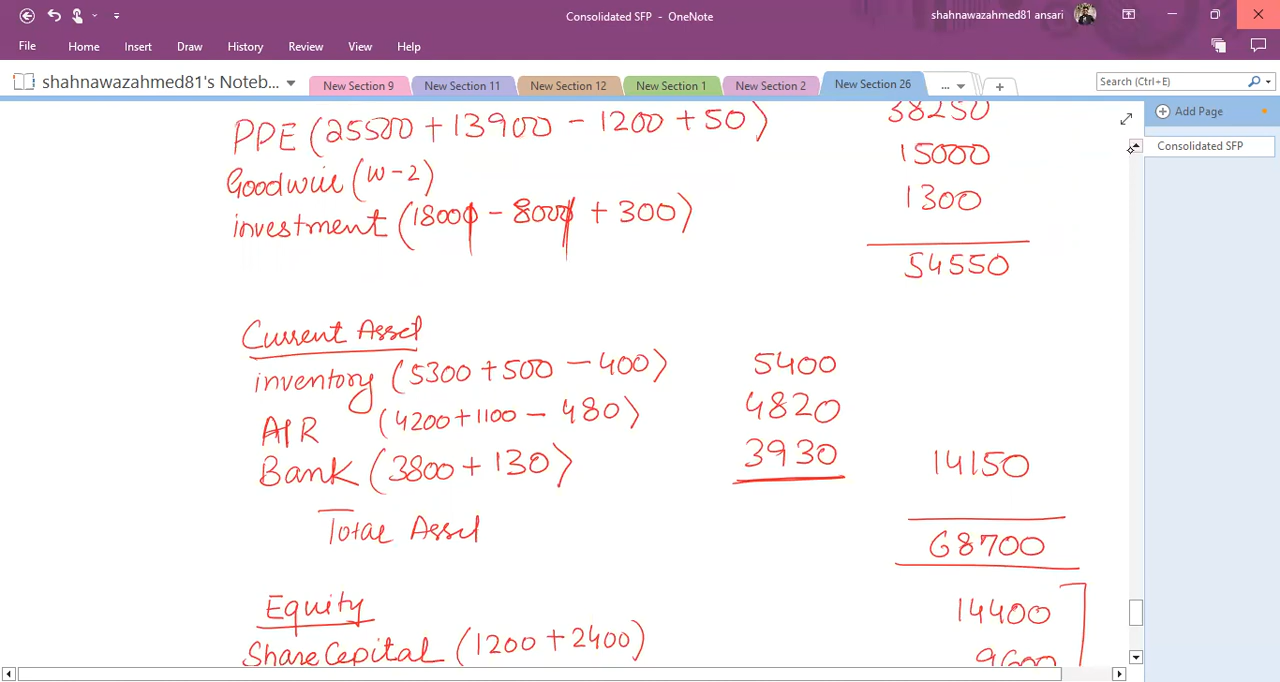 Consolidated SFP - OneNote
shahnawazahmed81 ansari
File Home Insert Draw History Review View Help
shahnawazahmed81's Noteb... New Section 9 New Section 11 New Section 12 New Section 1 New Section 2 New Section 26 ... Search (Ctrl+E)
Add Page
Consolidated SFP
PPE (25500 + 13900 - 1200 + 50) 38250
Goodwill (W-2) 15000
investment (18000 - 8000 + 300) 1300
54550
Current Asset
inventory (5300 + 500 - 400) 5400
A/R (4200 + 1100 - 480) 4820
Bank (3800 + 130) 3930 14150
Total Asset 68700
Equity
Share Capital (1200 + 2400) 14400
9600